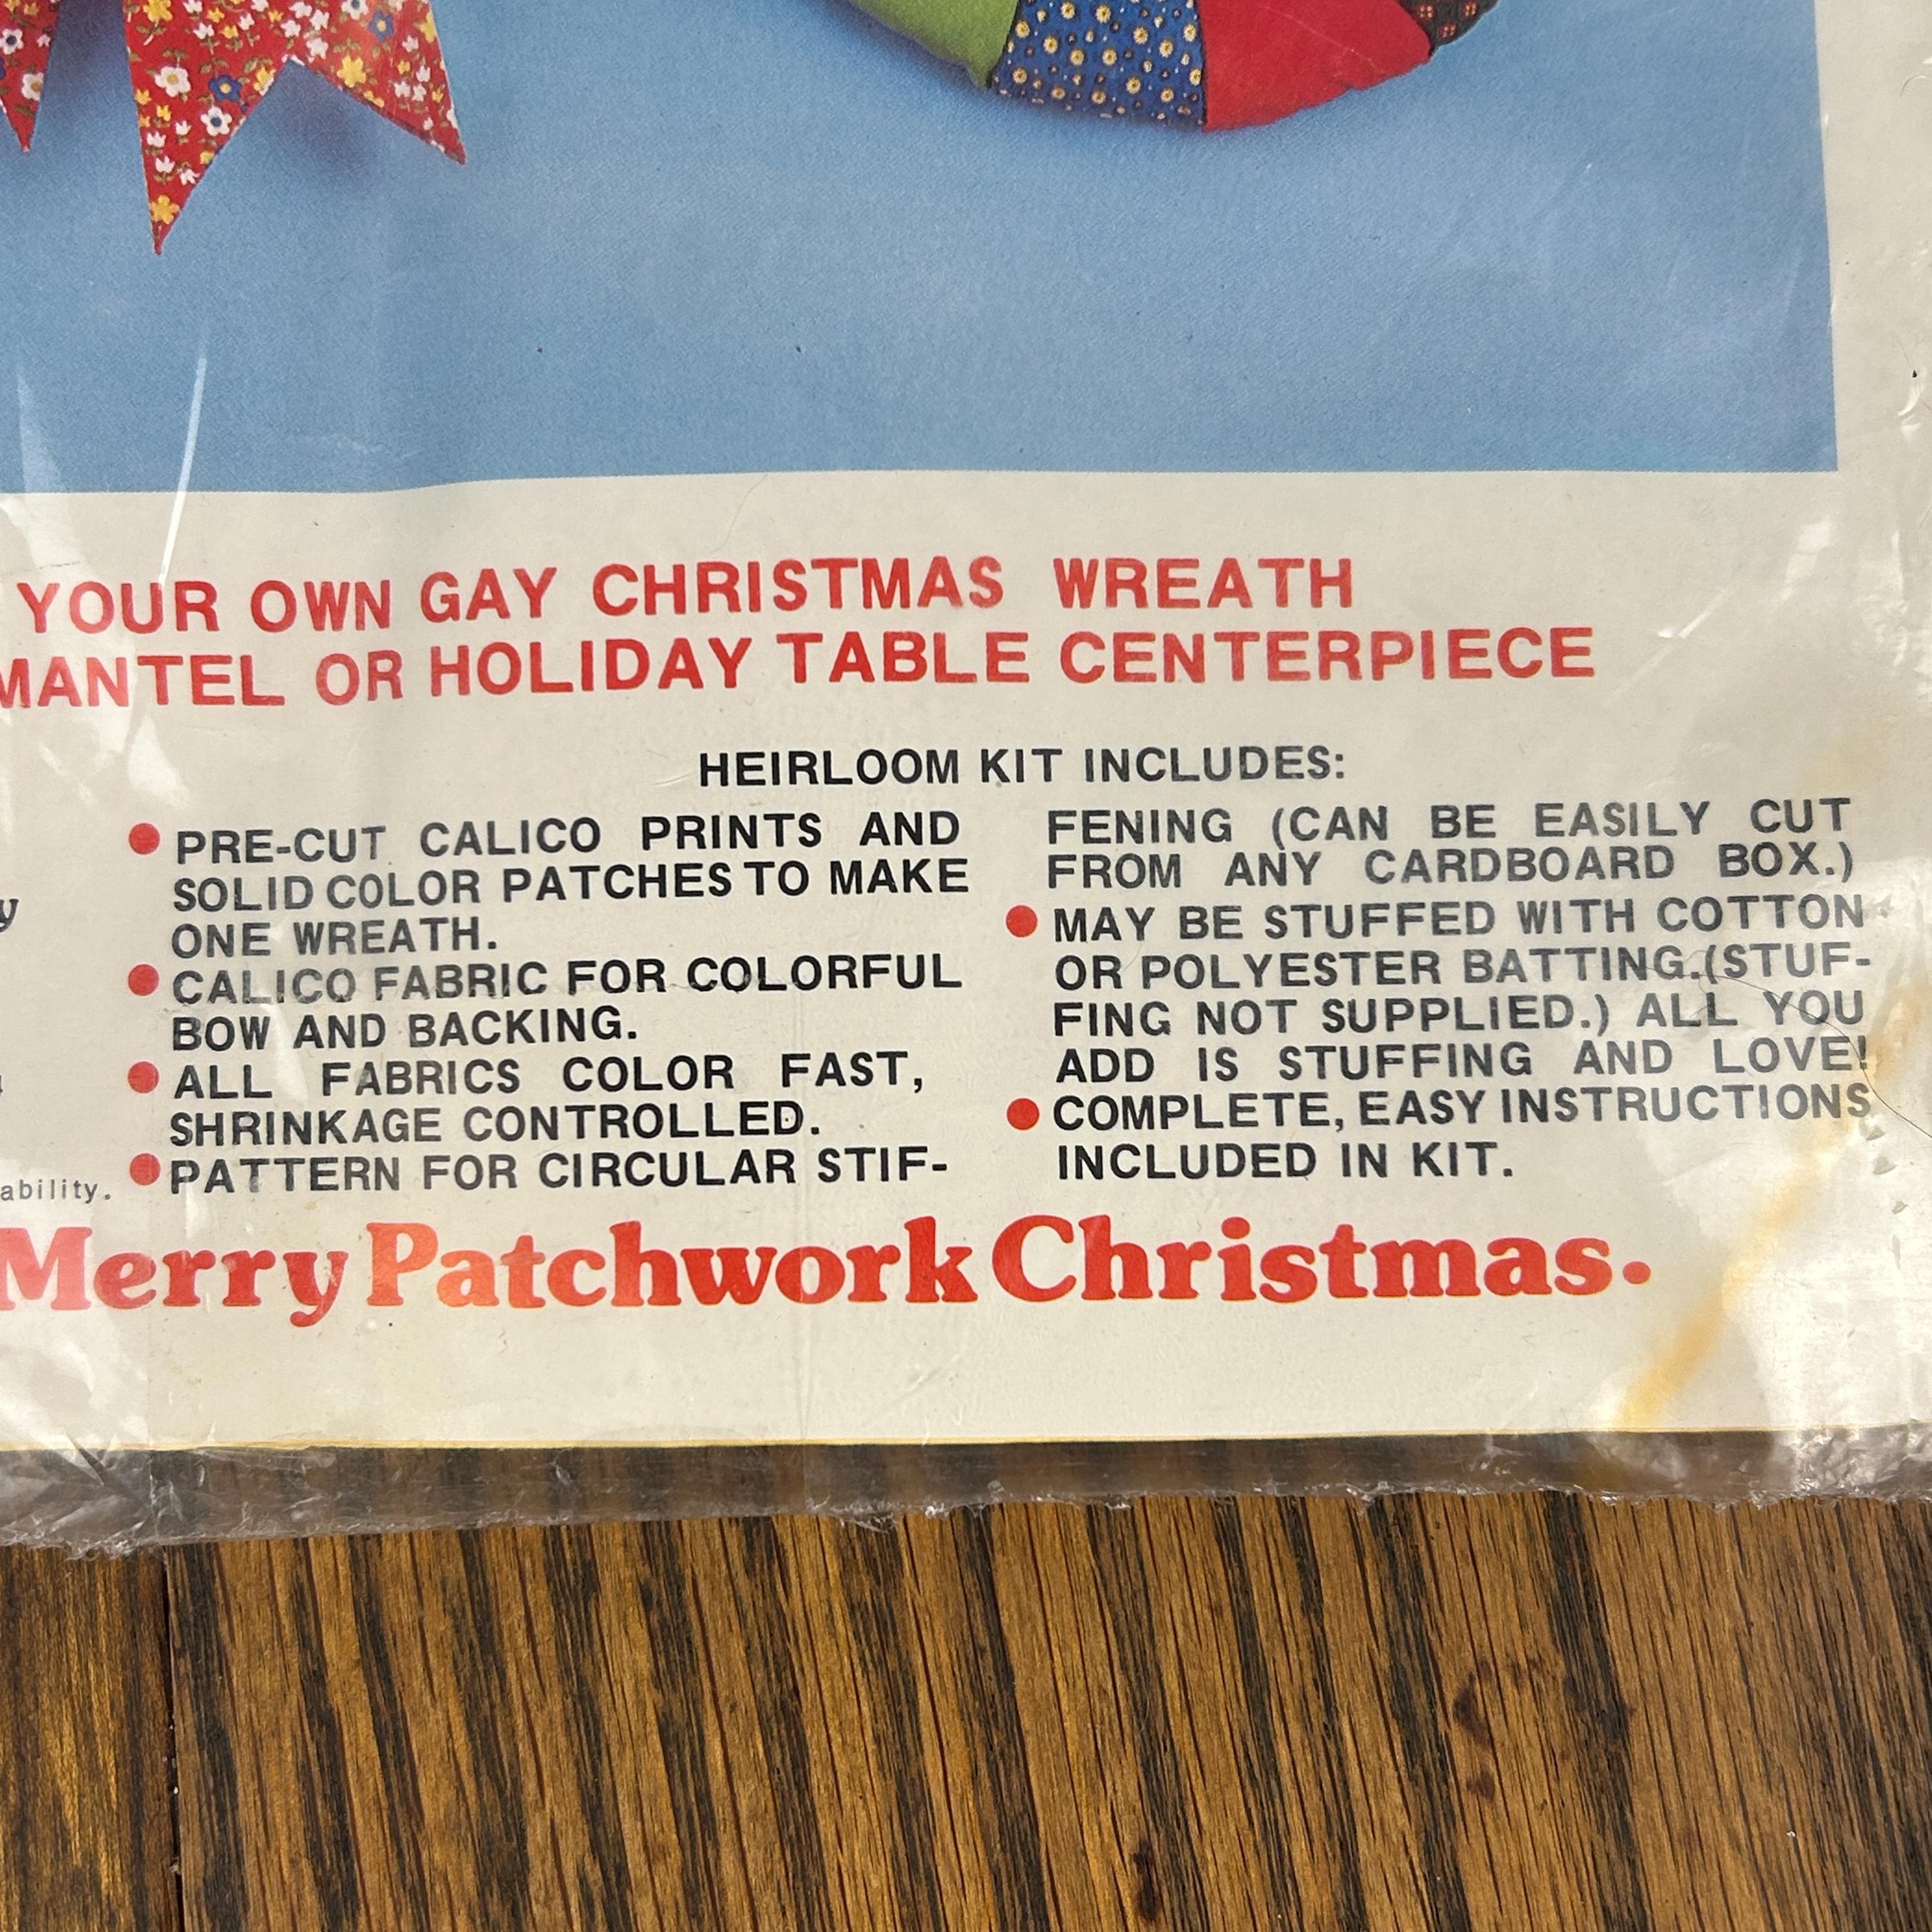 YOUR OWN GAY CHRISTMAS WREATH
MANTEL OR HOLIDAY TABLE CENTERPIECE
HEIRLOOM KIT INCLUDES:
● PRE-CUT CALICO PRINTS AND
SOLID COLOR PATCHES TO MAKE
ONE WREATH.
● CALICO FABRIC FOR COLORFUL
BOW AND BACKING.
● ALL FABRICS COLOR FAST,
SHRINKAGE CONTROLLED.
● PATTERN FOR CIRCULAR STIF-
FENING (CAN BE EASILY CUT
FROM ANY CARDBOARD BOX.)
● MAY BE STUFFED WITH COTTON
OR POLYESTER BATTING.(STUF-
FING NOT SUPPLIED.) ALL YOU
ADD IS STUFFING AND LOVE!
● COMPLETE, EASY INSTRUCTIONS
INCLUDED IN KIT.
ability.
Merry Patchwork Christmas.